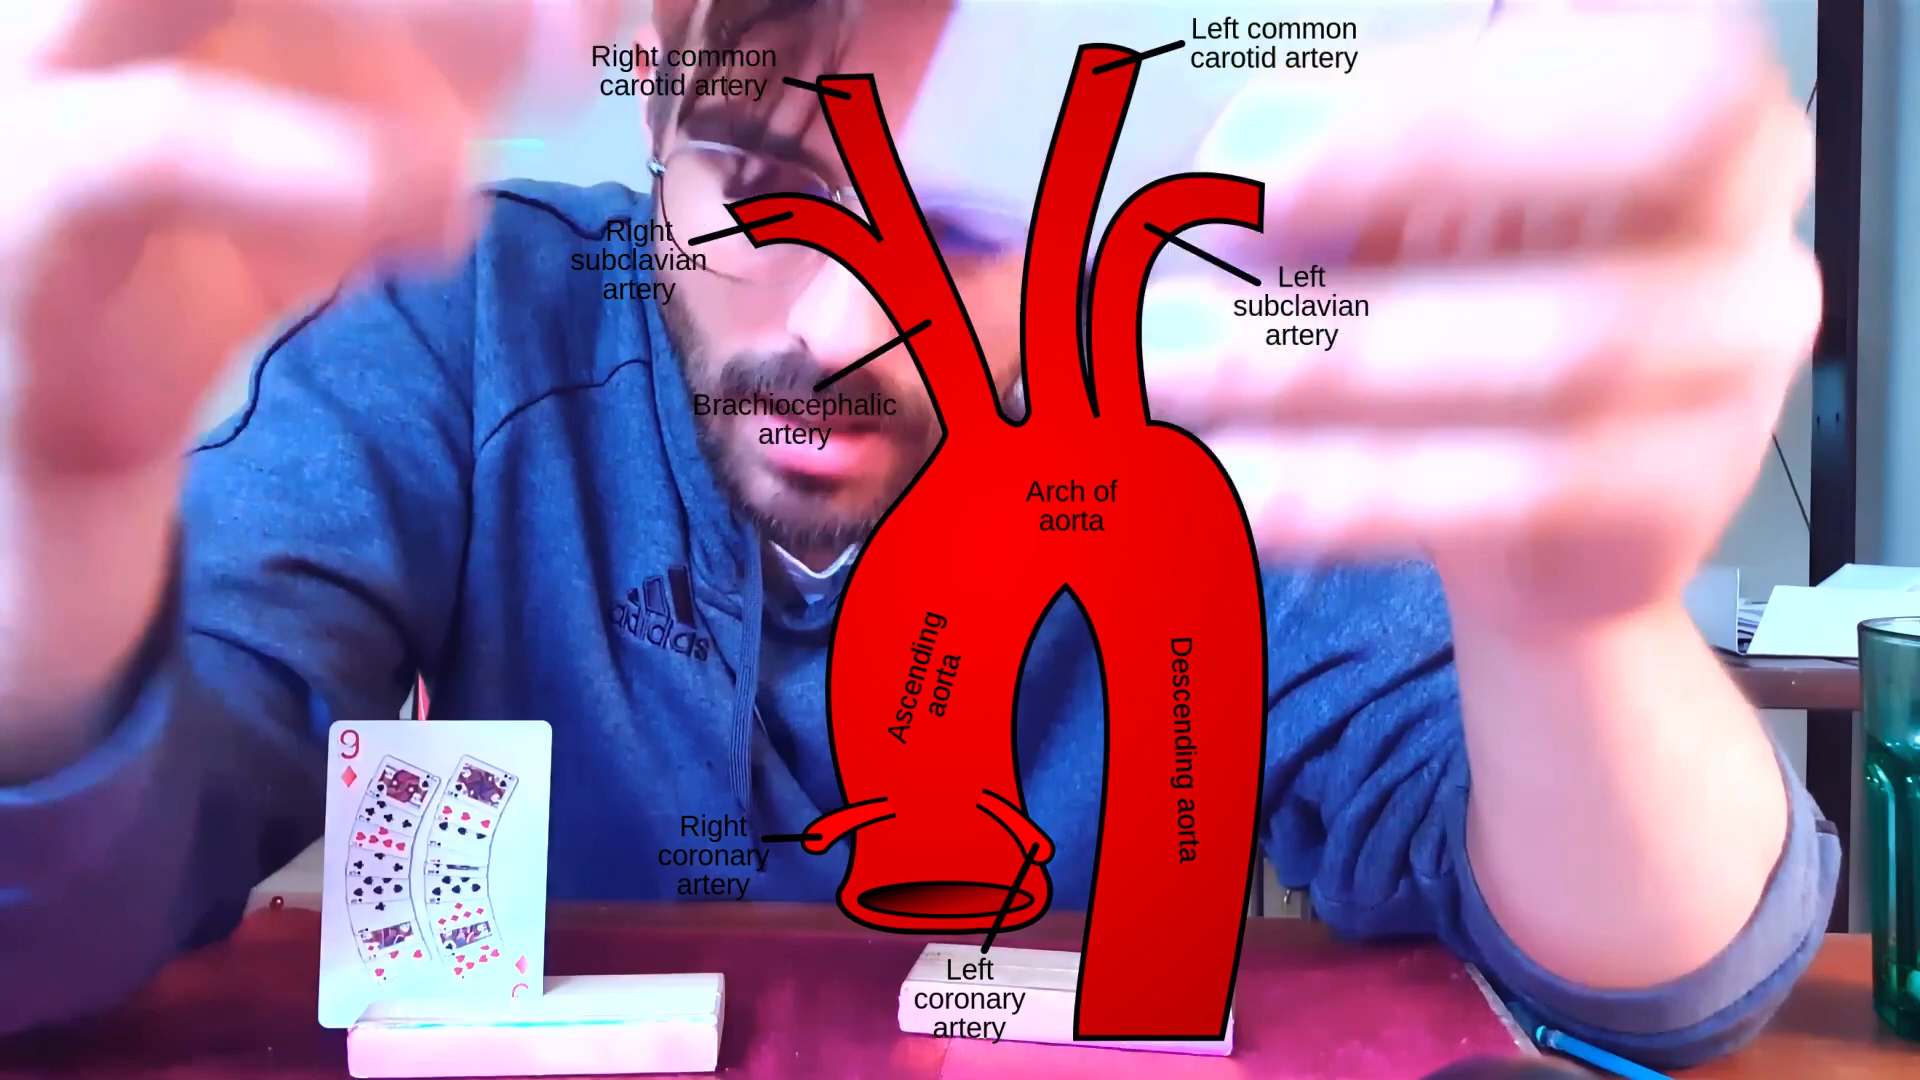 Left common
carotid artery
Right common
carotid artery
Right
subclavian
artery
Left
subclavian
artery
Brachiocephalic
artery
Arch of
aorta
Ascending
aorta
Descending aorta
adidas
9
Right
coronary
artery
Left
coronary
artery